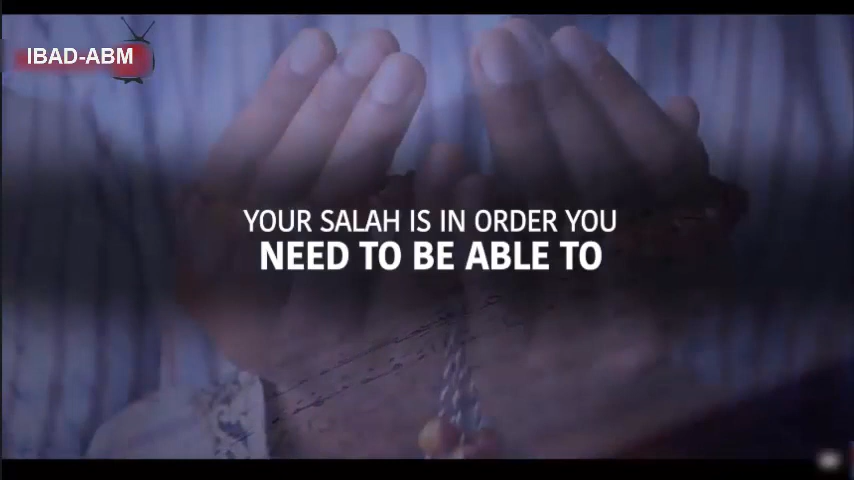 IBAD-ABM
YOUR SALAH IS IN ORDER YOU
NEED TO BE ABLE TO